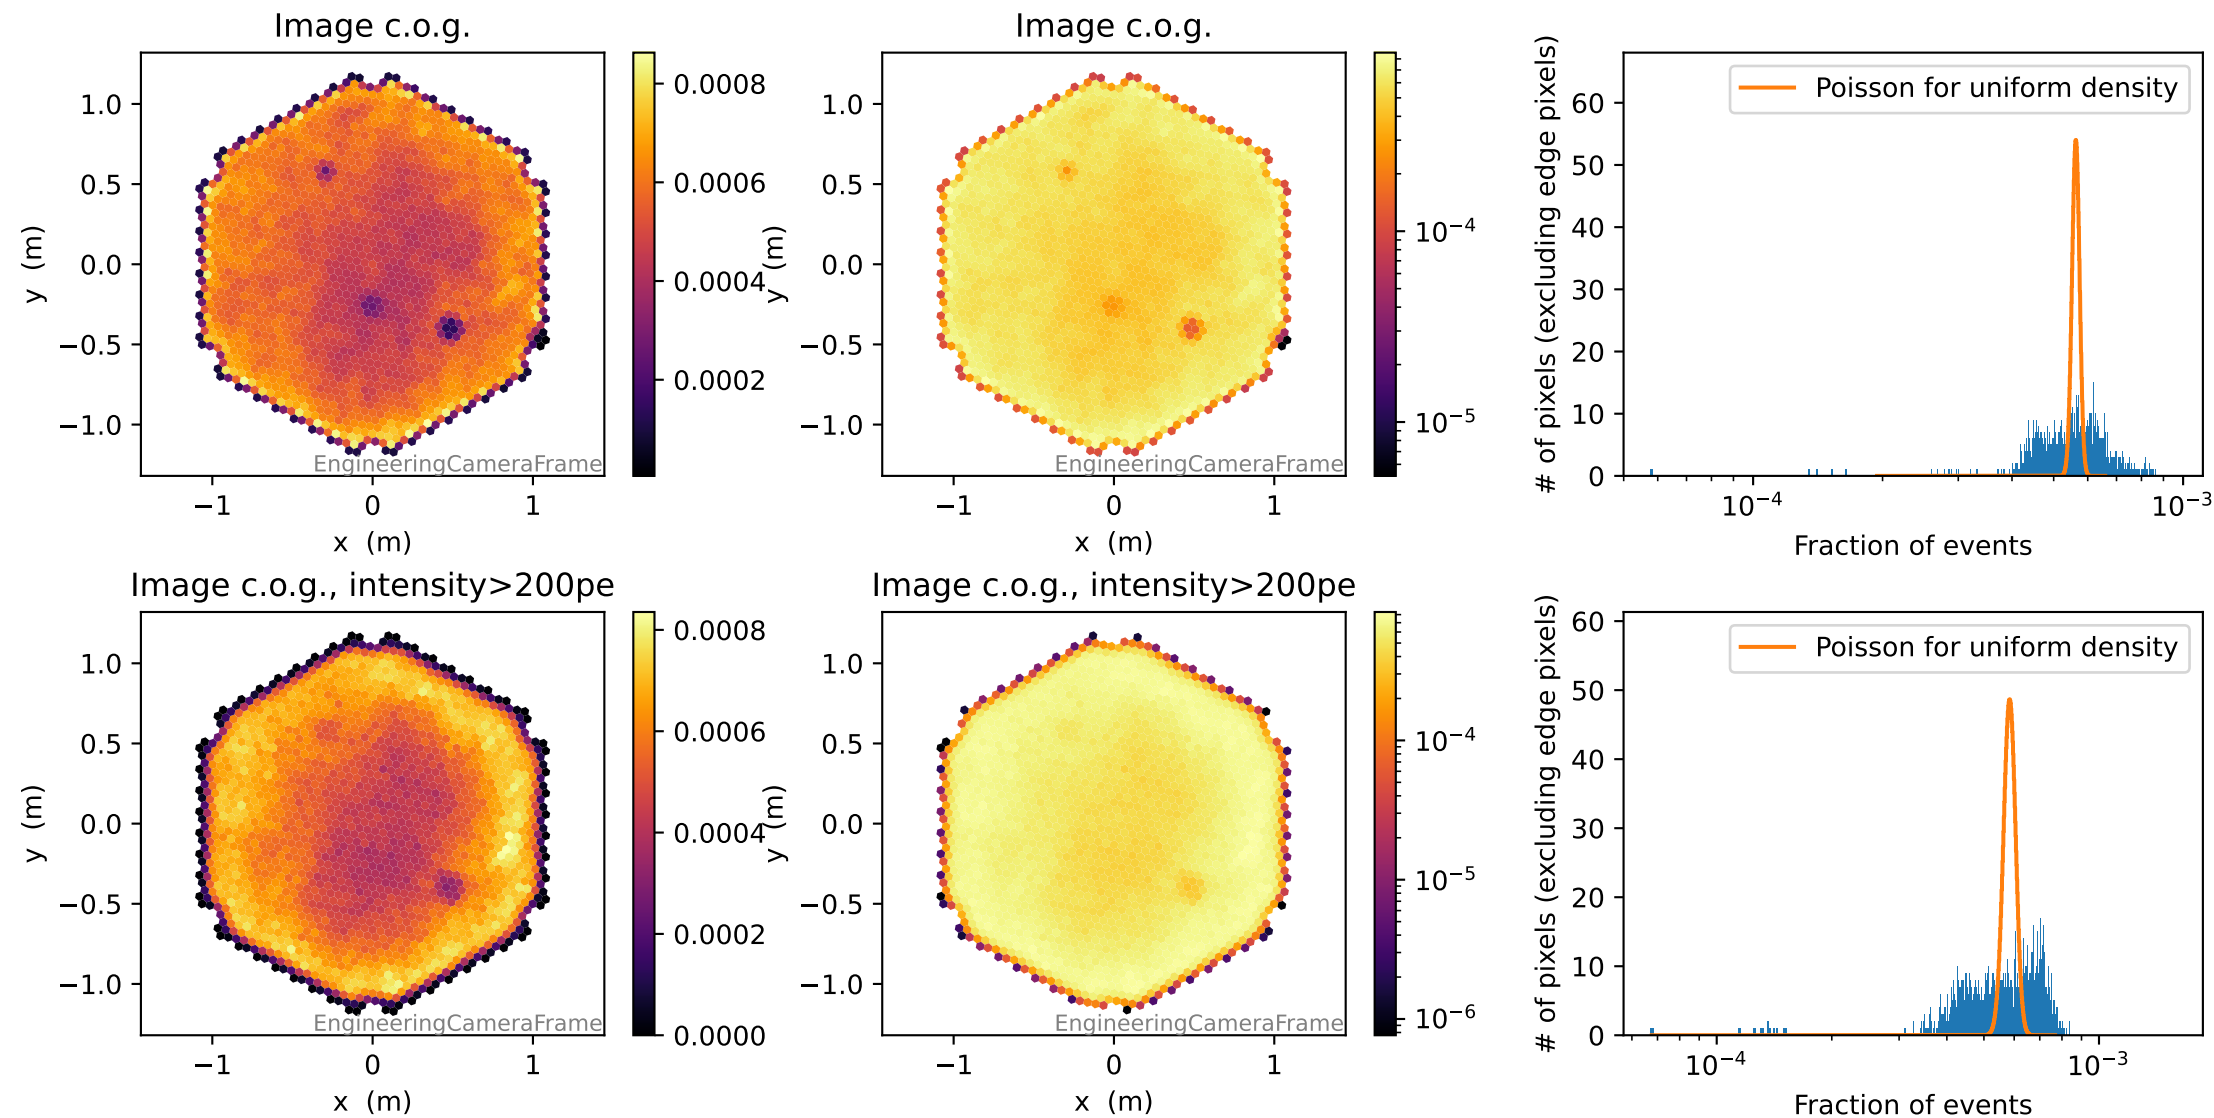 Image c.o.g.
1.0
0.5
0.0
−0.5
−1.0
y (m)
−1
0
1
x (m)
EngineeringCameraFrame
0.0008
0.0006
0.0004
0.0002
Image c.o.g.
1.0
0.5
0.0
−0.5
−1.0
y (m)
−1
0
1
x (m)
EngineeringCameraFrame
10⁻⁴
10⁻⁵
# of pixels (excluding edge pixels)
60
50
40
30
20
10
0
Poisson for uniform density
10⁻⁴
10⁻³
Fraction of events
Image c.o.g., intensity>200pe
1.0
0.5
0.0
−0.5
−1.0
y (m)
−1
0
1
x (m)
EngineeringCameraFrame
0.0008
0.0006
0.0004
0.0002
0.0000
Image c.o.g., intensity>200pe
1.0
0.5
0.0
−0.5
−1.0
y (m)
−1
0
1
x (m)
EngineeringCameraFrame
10⁻⁴
10⁻⁵
10⁻⁶
# of pixels (excluding edge pixels)
60
50
40
30
20
10
0
Poisson for uniform density
10⁻⁴
10⁻³
Fraction of events